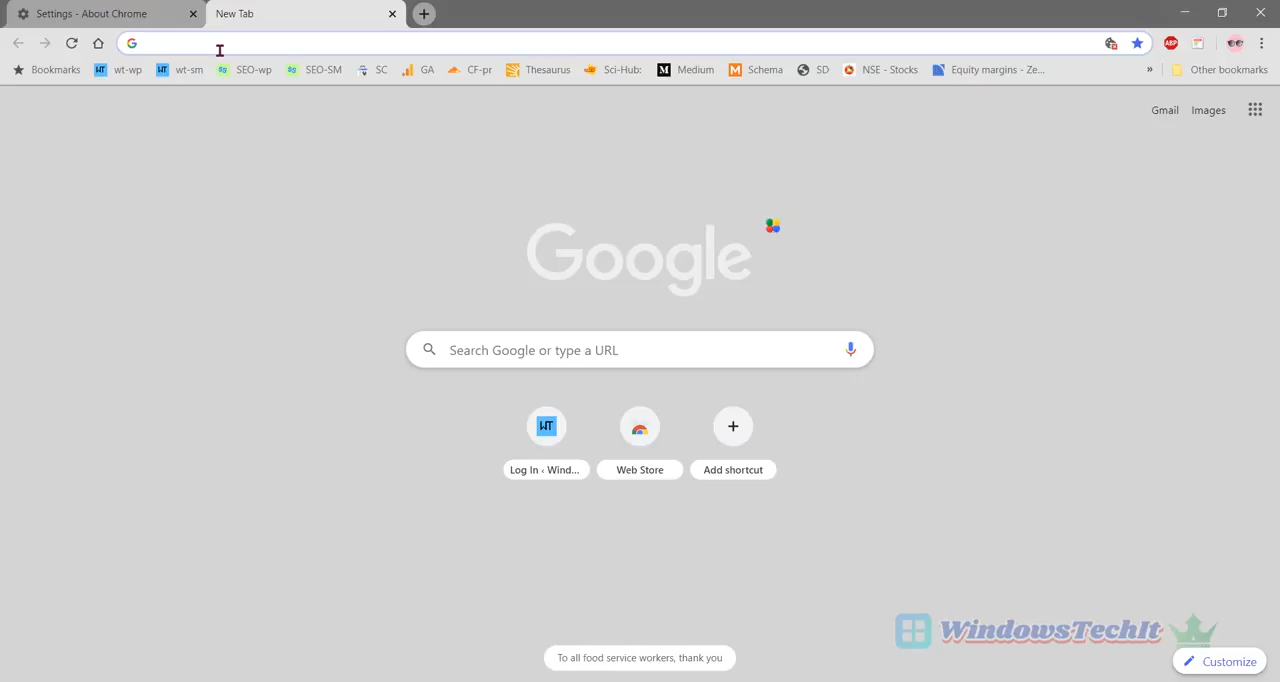 Settings - About Chrome
New Tab
Bookmarks wt-wp wt-sm SEO-wp SEO-SM SC GA CF-pr Thesaurus Sci-Hub: Medium Schema SD NSE - Stocks Equity margins - Ze... » Other bookmarks
ABP
Gmail Images
Google
Search Google or type a URL
WT
Log In ‹ Wind... Web Store Add shortcut
WindowsTechIt
To all food service workers, thank you
Customize